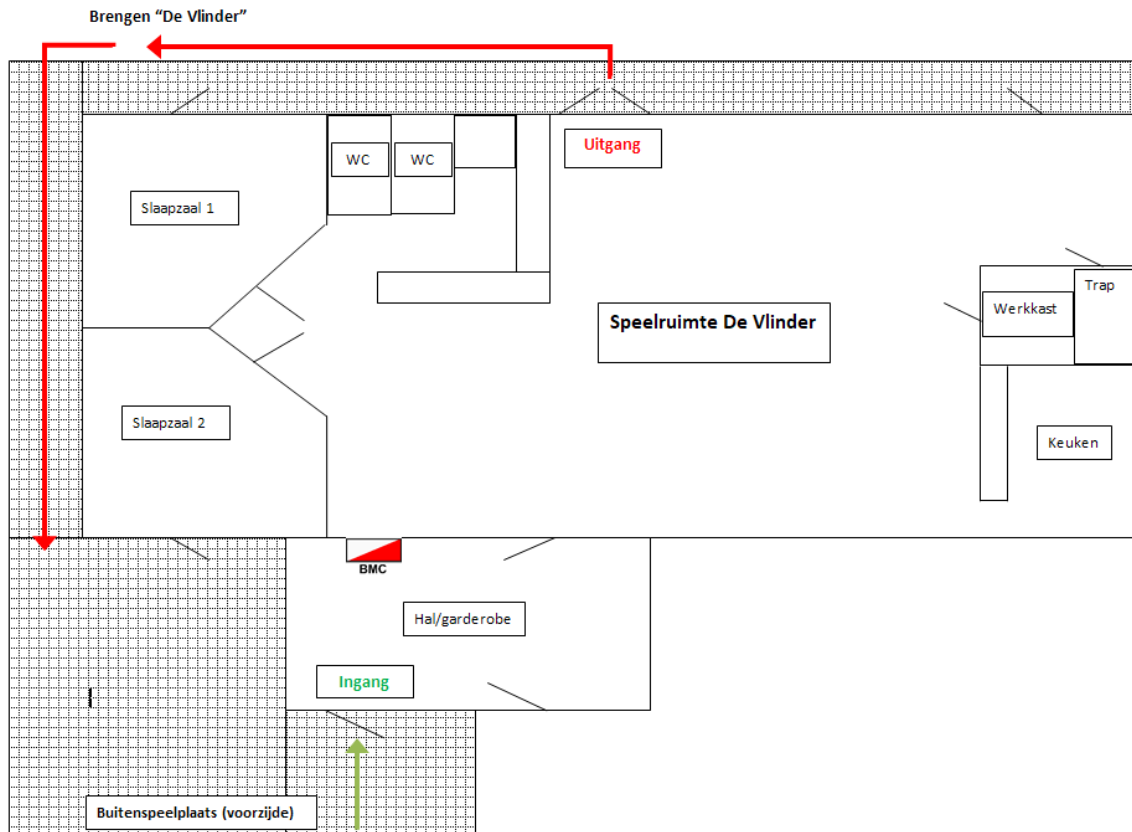 Brengen “De Vlinder”
Uitgang
WC
WC
Slaapzaal 1
Speelruimte De Vlinder
Werkkast
Trap
Slaapzaal 2
Keuken
BMC
Hal/garderobe
Ingang
Buitenspeelplaats (voorzijde)